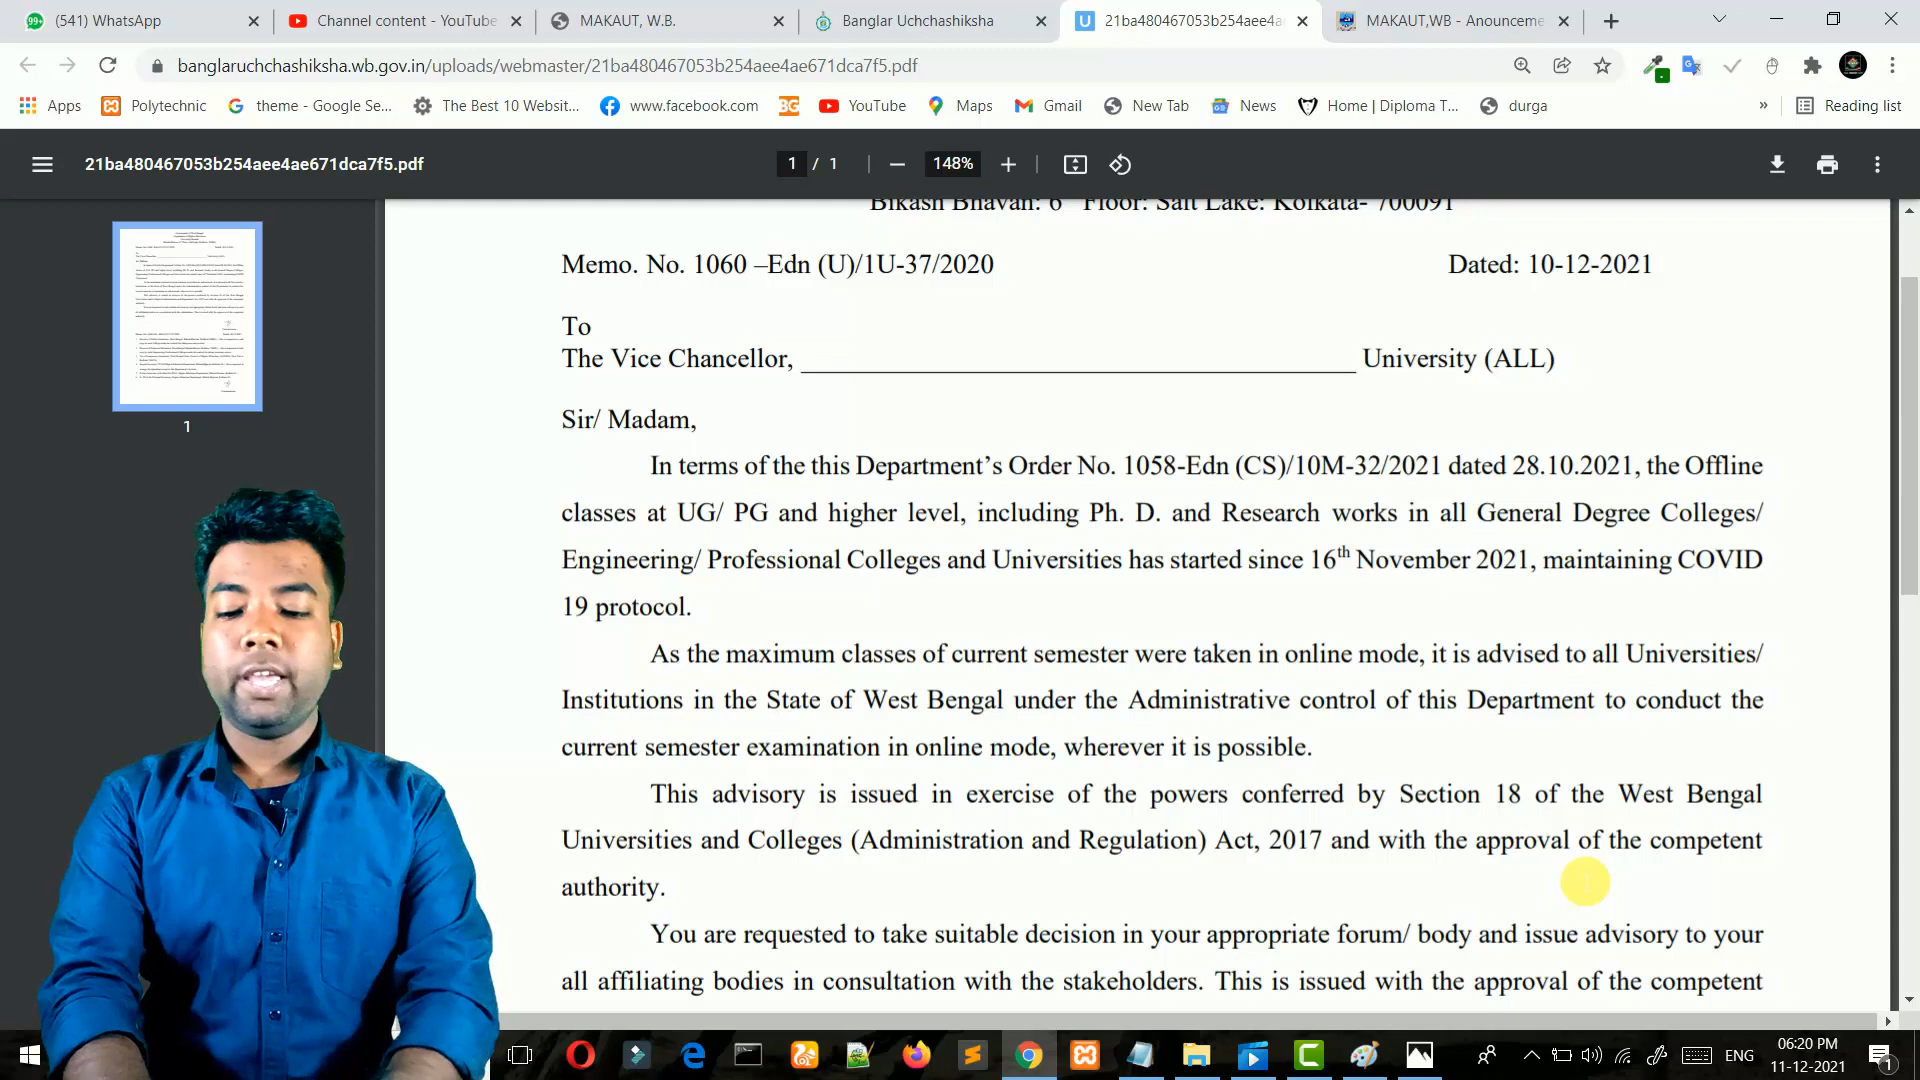 (541) WhatsApp
Channel content - YouTube
MAKAUT, W.B.
Banglar Uchchashiksha
21ba480467053b254aee4ae
MAKAUT,WB - Anounceme
banglaruchchashiksha.wb.gov.in/uploads/webmaster/21ba480467053b254aee4ae671dca7f5.pdf
Apps
Polytechnic
theme - Google Se...
The Best 10 Websit...
www.facebook.com
YouTube
Maps
Gmail
New Tab
News
Home | Diploma T...
durga
»
Reading list
21ba480467053b254aee4ae671dca7f5.pdf
1 / 1
148%
1
Bikash Bhavan: 6 Floor: Salt Lake: Kolkata- 700091
Memo. No. 1060 –Edn (U)/1U-37/2020 Dated: 10-12-2021
To
The Vice Chancellor, ________________________________________ University (ALL)
Sir/ Madam,
In terms of the this Department’s Order No. 1058-Edn (CS)/10M-32/2021 dated 28.10.2021, the Offline
classes at UG/ PG and higher level, including Ph. D. and Research works in all General Degree Colleges/
Engineering/ Professional Colleges and Universities has started since 16th November 2021, maintaining COVID
19 protocol.
As the maximum classes of current semester were taken in online mode, it is advised to all Universities/
Institutions in the State of West Bengal under the Administrative control of this Department to conduct the
current semester examination in online mode, wherever it is possible.
This advisory is issued in exercise of the powers conferred by Section 18 of the West Bengal
Universities and Colleges (Administration and Regulation) Act, 2017 and with the approval of the competent
authority.
You are requested to take suitable decision in your appropriate forum/ body and issue advisory to your
all affiliating bodies in consultation with the stakeholders. This is issued with the approval of the competent
ENG
06:20 PM
11-12-2021
1